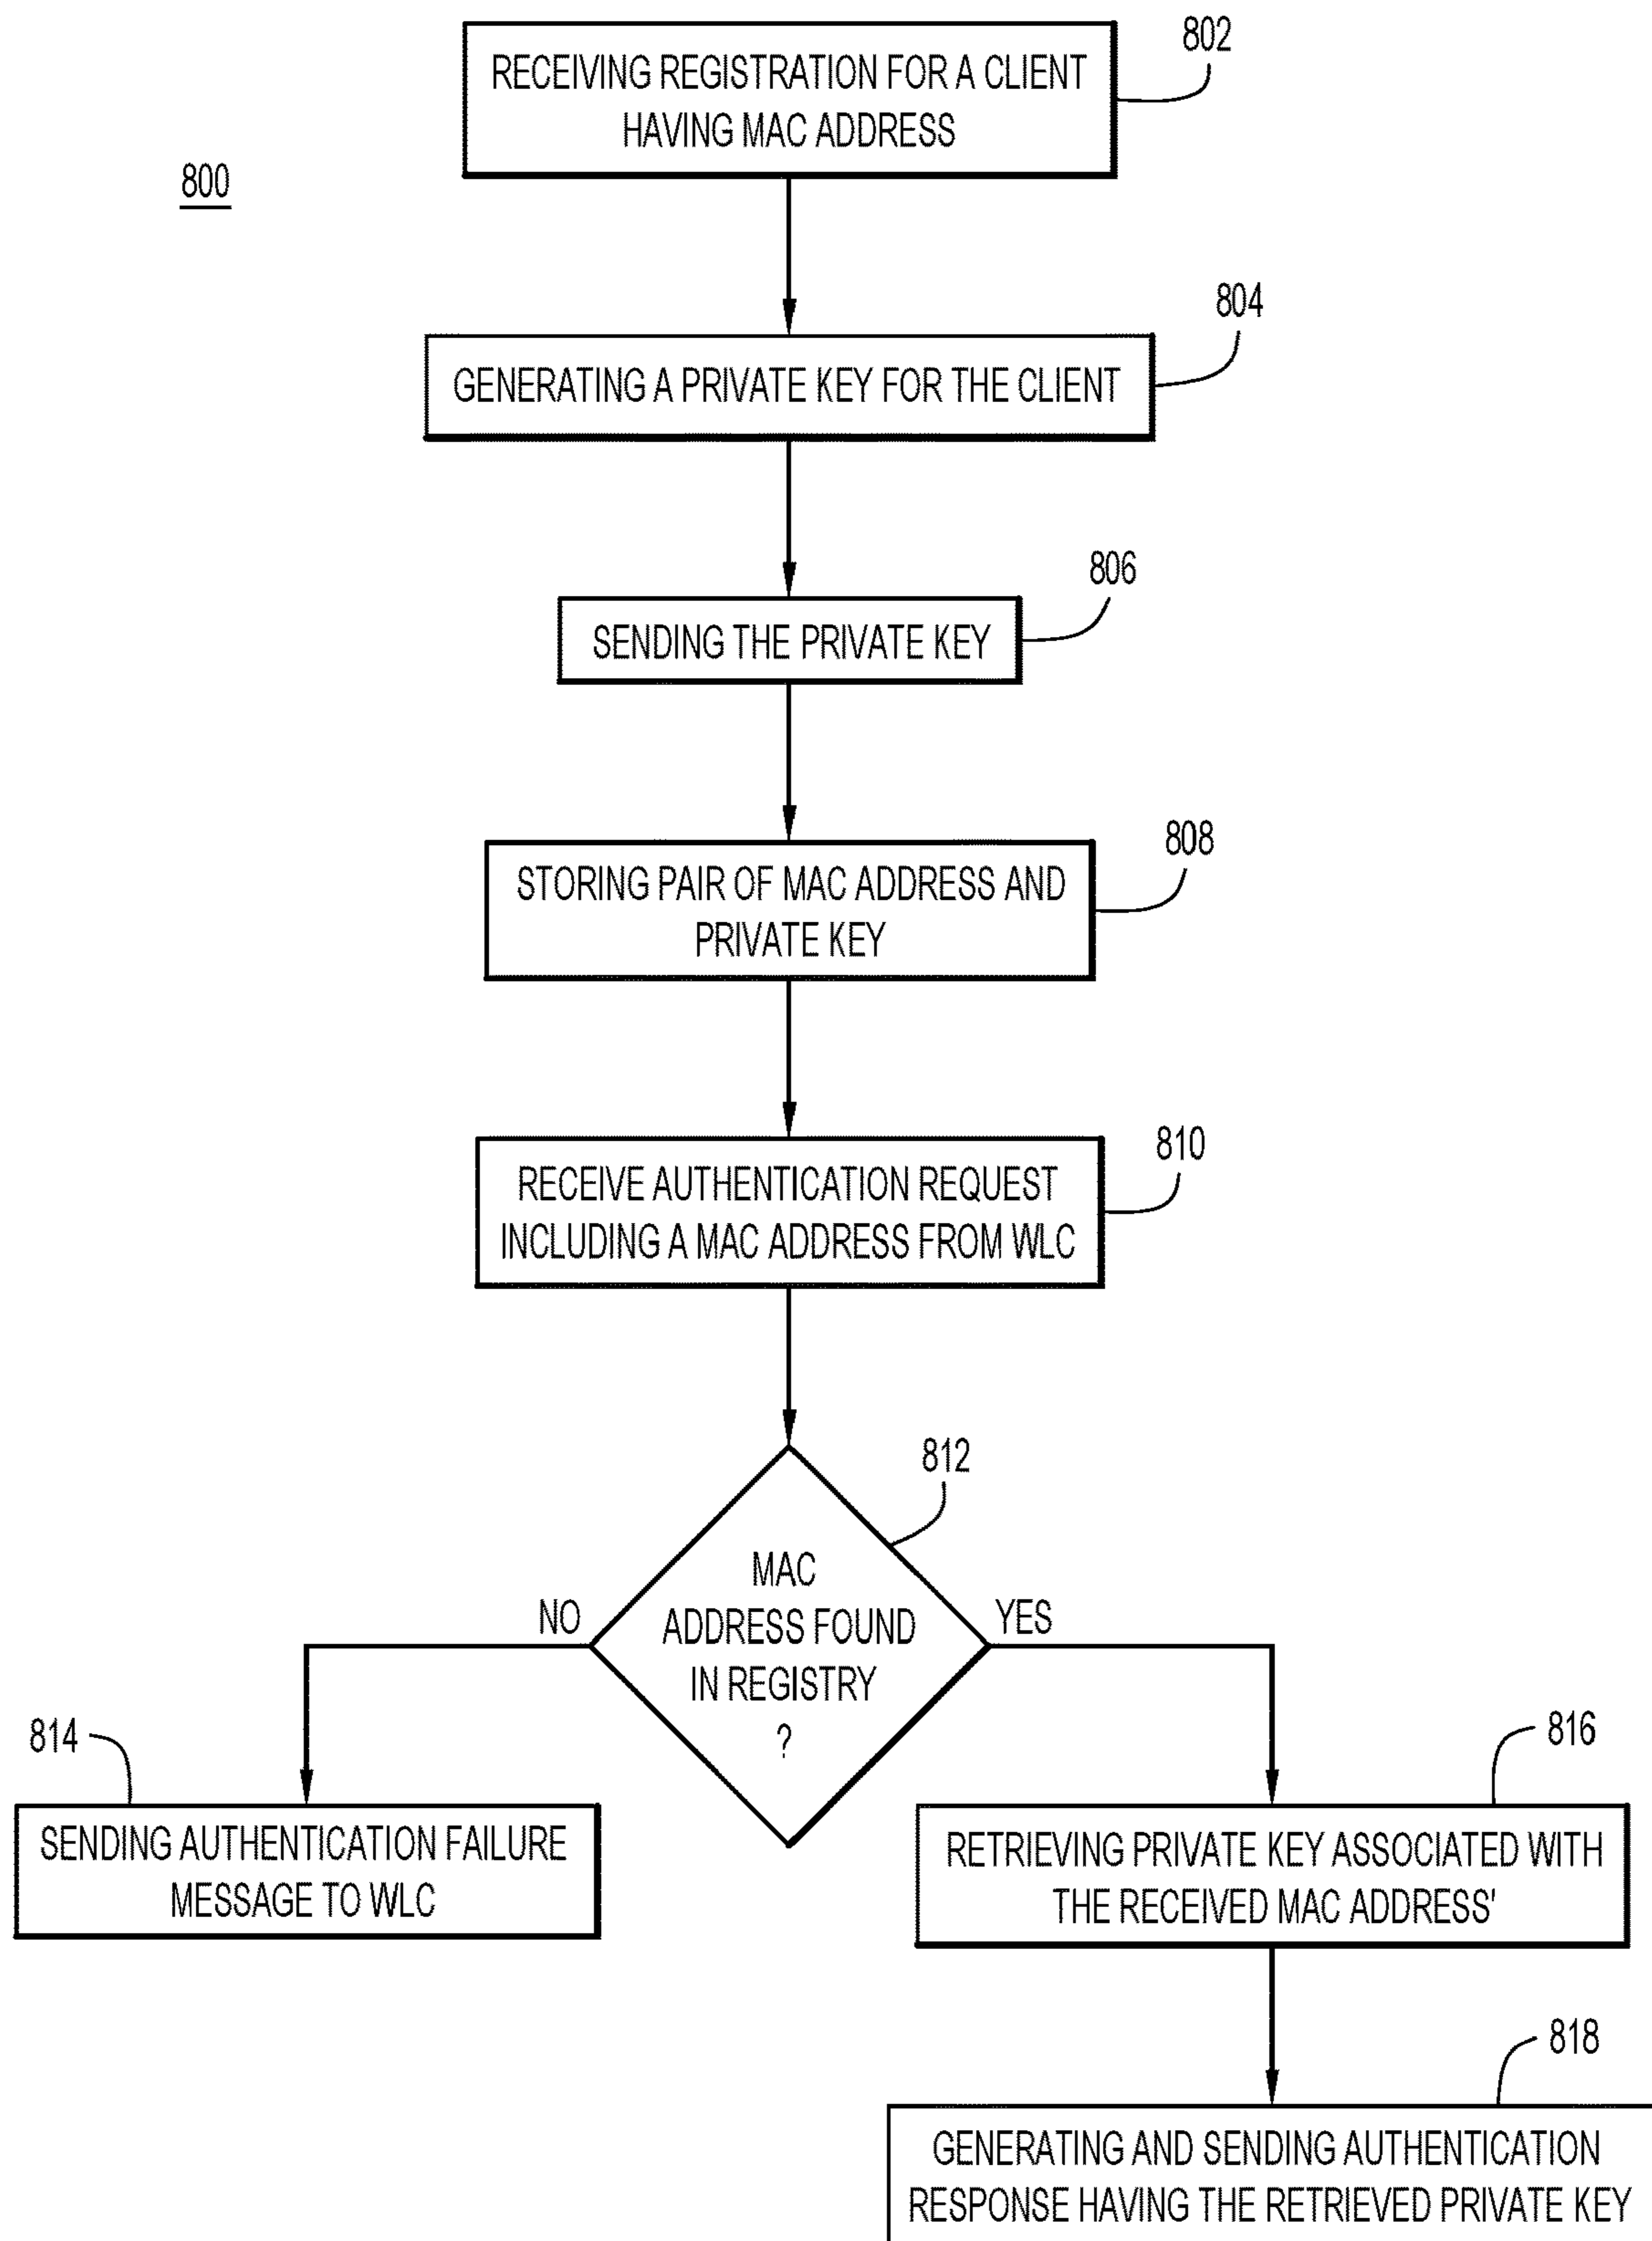 802
RECEIVING REGISTRATION FOR A CLIENT
HAVING MAC ADDRESS
800
804
GENERATING A PRIVATE KEY FOR THE CLIENT
806
SENDING THE PRIVATE KEY
808
STORING PAIR OF MAC ADDRESS AND
PRIVATE KEY
810
RECEIVE AUTHENTICATION REQUEST
INCLUDING A MAC ADDRESS FROM WLC
812
MAC
ADDRESS FOUND
IN REGISTRY
?
NO
YES
814
SENDING AUTHENTICATION FAILURE
MESSAGE TO WLC
816
RETRIEVING PRIVATE KEY ASSOCIATED WITH
THE RECEIVED MAC ADDRESS'
818
GENERATING AND SENDING AUTHENTICATION
RESPONSE HAVING THE RETRIEVED PRIVATE KEY